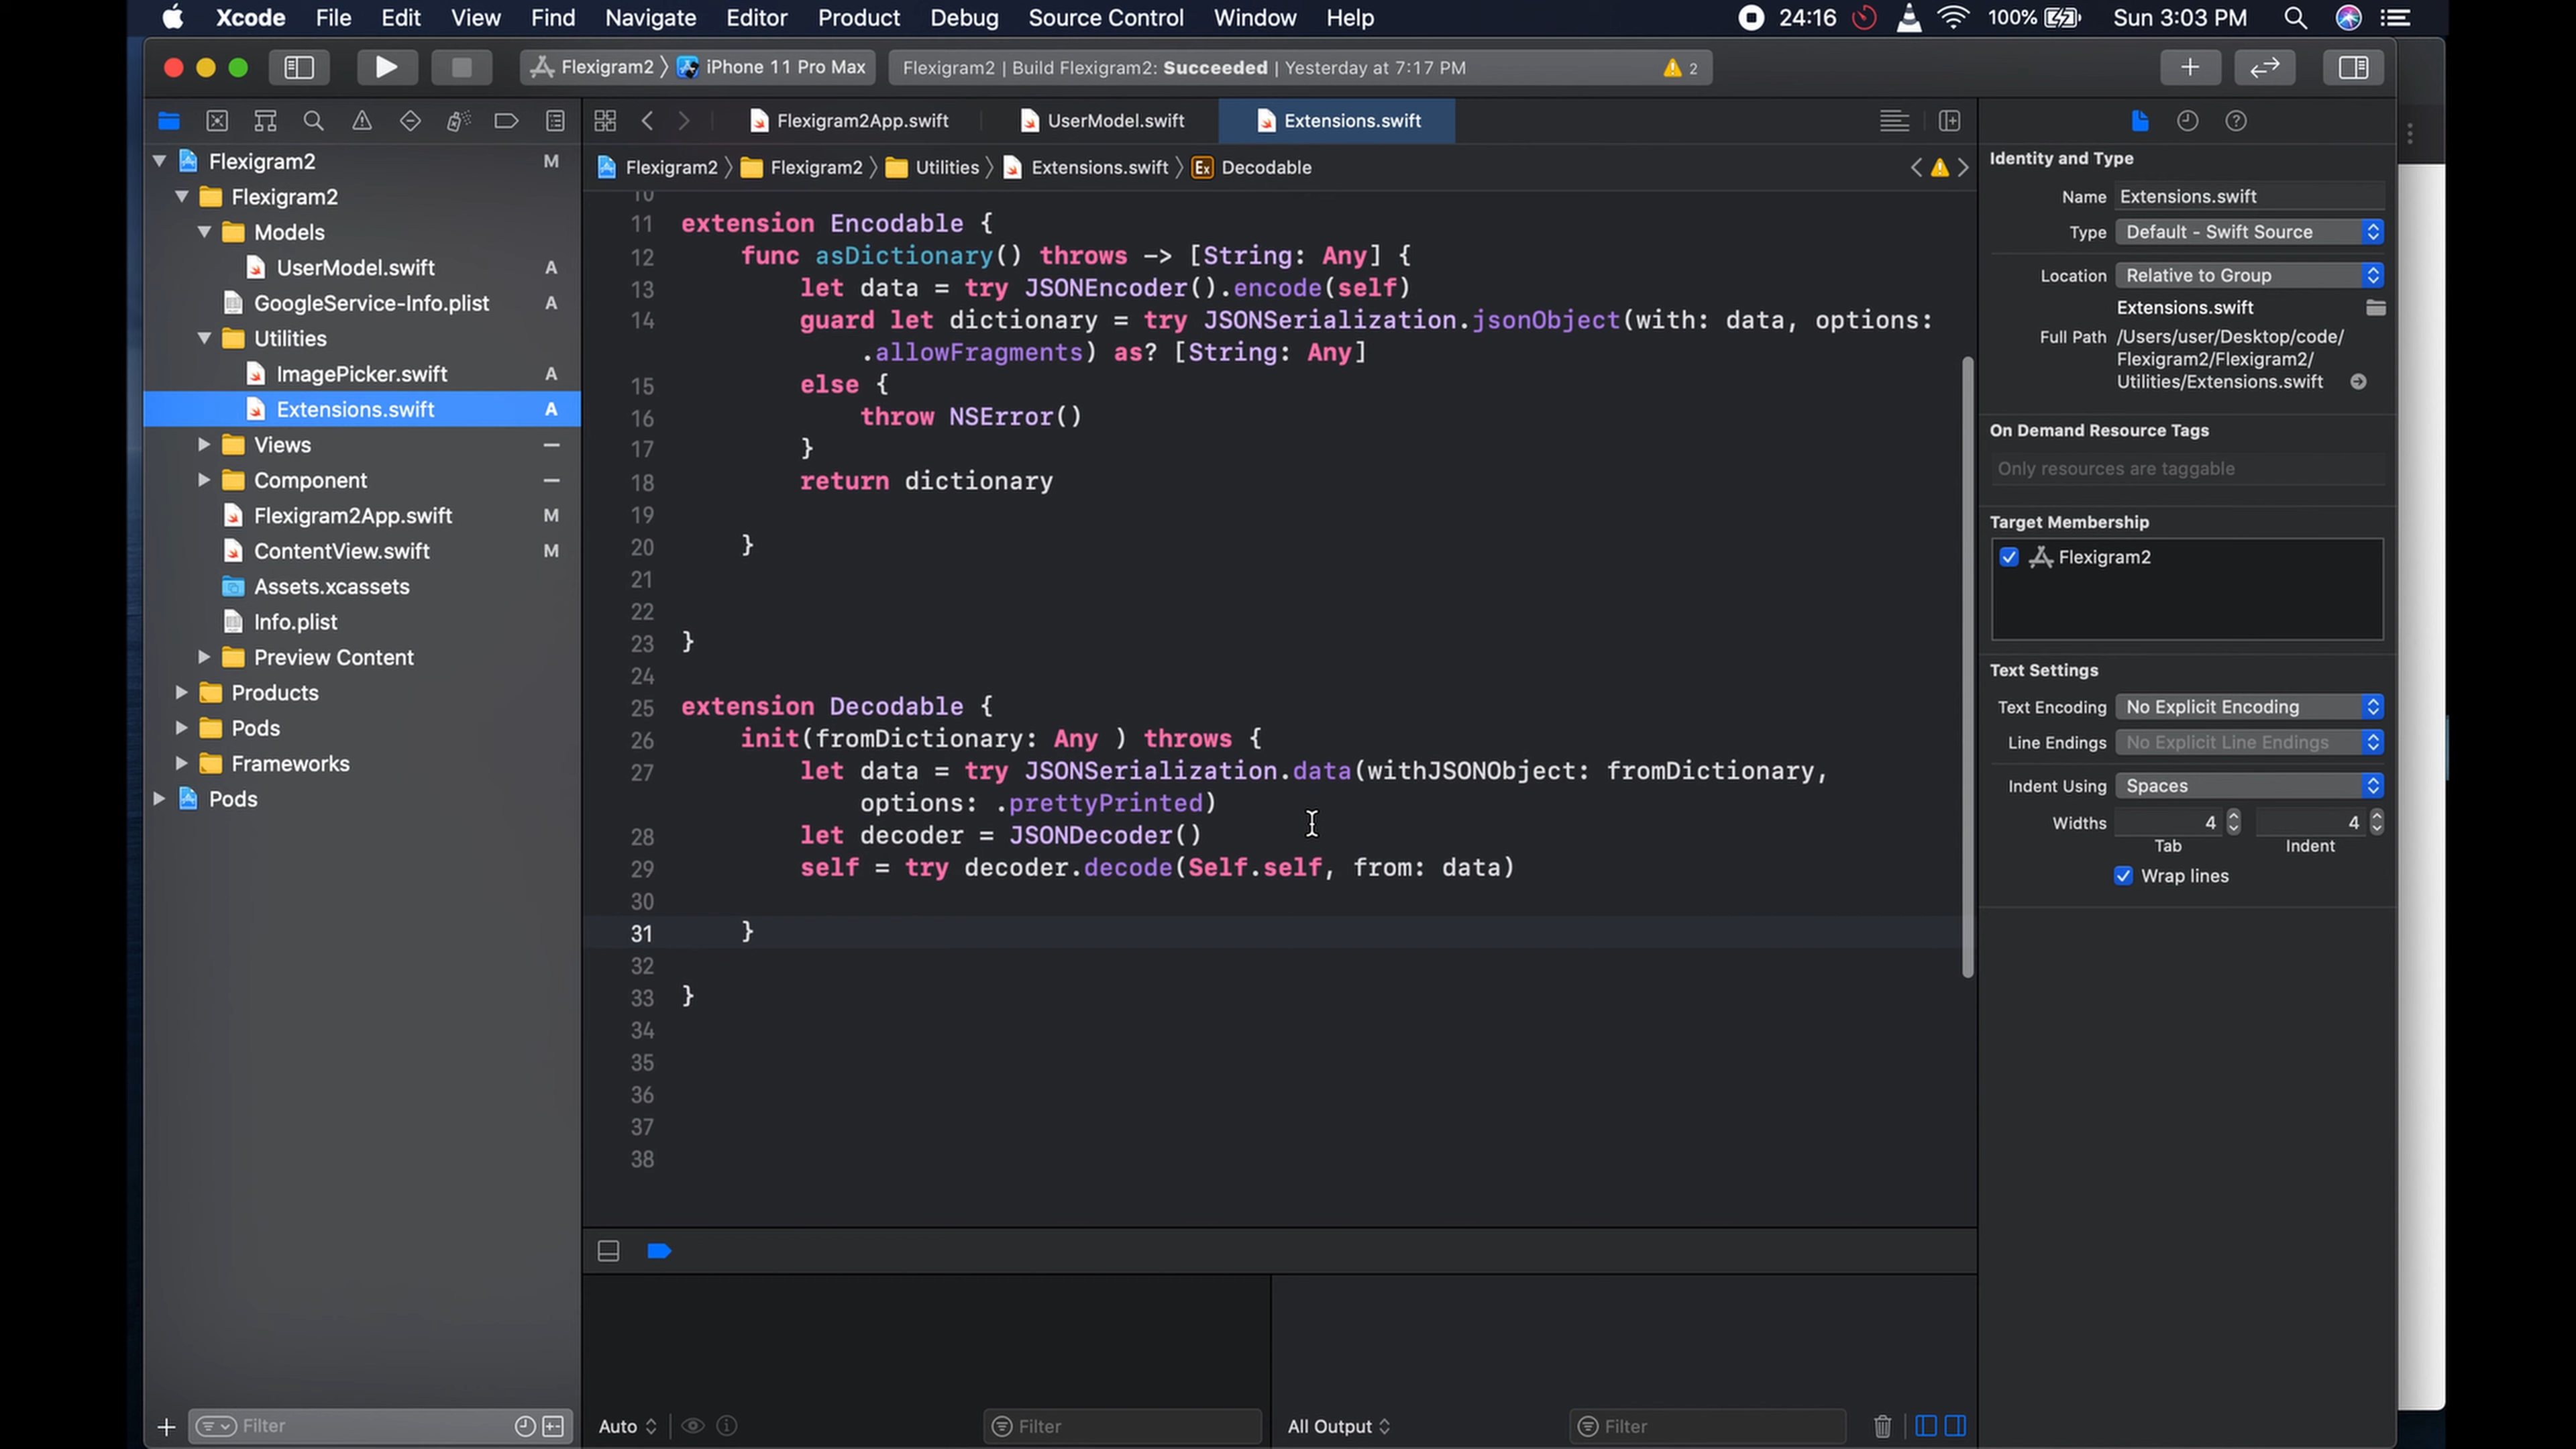 Xcode File Edit View Find Navigate Editor Product Debug Source Control Window Help 24:16 100% Sun 3:03 PM
Flexigram2 〉 iPhone 11 Pro Max Flexigram2 | Build Flexigram2: Succeeded | Yesterday at 7:17 PM 2
Flexigram2App.swift UserModel.swift Extensions.swift
Flexigram2 〉 Flexigram2 〉 Utilities 〉 Extensions.swift 〉 Ex Decodable
Flexigram2 M
Flexigram2
Models
UserModel.swift A
GoogleService-Info.plist A
Utilities
ImagePicker.swift A
Extensions.swift A
Views
Component
Flexigram2App.swift M
ContentView.swift M
Assets.xcassets
Info.plist
Preview Content
Products
Pods
Frameworks
Pods
Filter
10
11 extension Encodable {
12 func asDictionary() throws -> [String: Any] {
13 let data = try JSONEncoder().encode(self)
14 guard let dictionary = try JSONSerialization.jsonObject(with: data, options:
.allowFragments) as? [String: Any]
15 else {
16 throw NSError()
17 }
18 return dictionary
19
20 }
21
22
23 }
24
25 extension Decodable {
26 init(fromDictionary: Any ) throws {
27 let data = try JSONSerialization.data(withJSONObject: fromDictionary,
options: .prettyPrinted)
28 let decoder = JSONDecoder()
29 self = try decoder.decode(Self.self, from: data)
30
31 }
32
33 }
34
35
36
37
38
Auto Filter All Output Filter
Identity and Type
Name Extensions.swift
Type Default - Swift Source
Location Relative to Group
Extensions.swift
Full Path /Users/user/Desktop/code/
Flexigram2/Flexigram2/
Utilities/Extensions.swift
On Demand Resource Tags
Only resources are taggable
Target Membership
Flexigram2
Text Settings
Text Encoding No Explicit Encoding
Line Endings No Explicit Line Endings
Indent Using Spaces
Widths 4 4
Tab Indent
Wrap lines